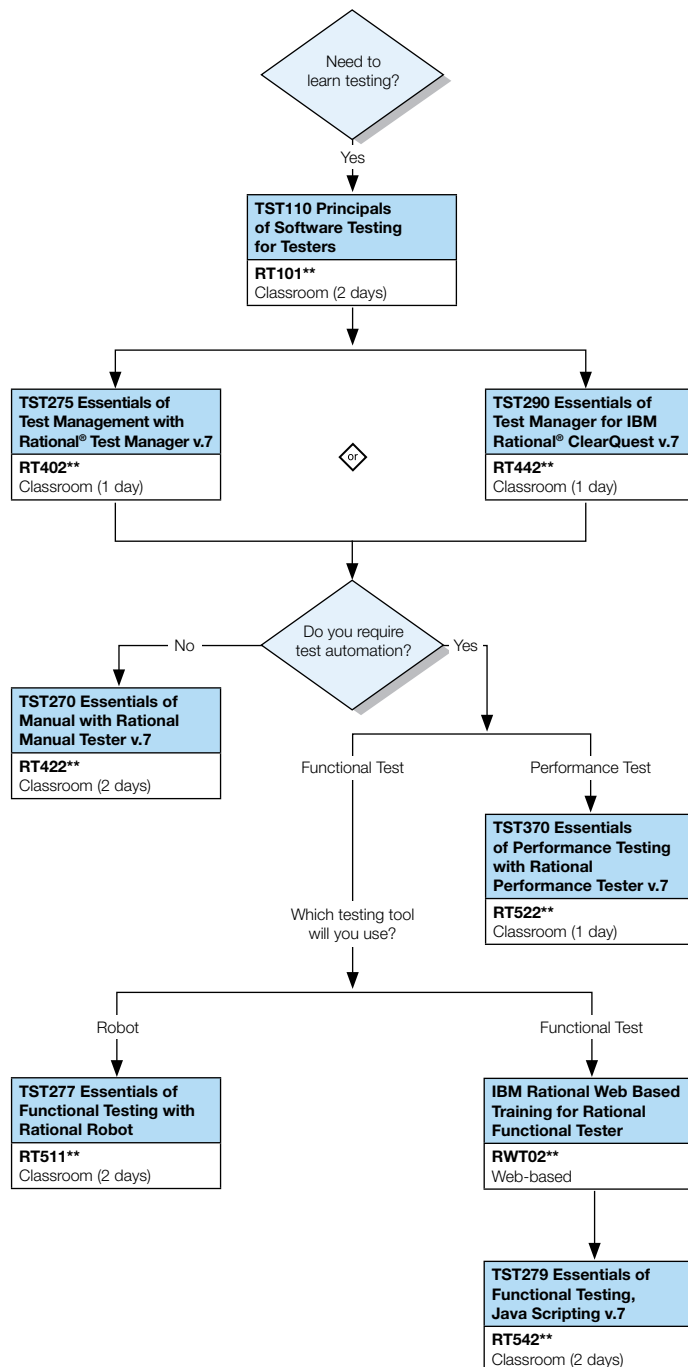 Need to
learn testing?
Yes
TST110 Principals
of Software Testing
for Testers
RT101**
Classroom (2 days)
TST275 Essentials of
Test Management with
Rational® Test Manager v.7
RT402**
Classroom (1 day)
or
TST290 Essentials of
Test Manager for IBM
Rational® ClearQuest v.7
RT442**
Classroom (1 day)
Do you require
test automation?
No
Yes
TST270 Essentials of
Manual with Rational
Manual Tester v.7
RT422**
Classroom (2 days)
Functional Test
Performance Test
TST370 Essentials
of Performance Testing
with Rational
Performance Tester v.7
RT522**
Classroom (1 day)
Which testing tool
will you use?
Robot
Functional Test
TST277 Essentials of
Functional Testing with
Rational Robot
RT511**
Classroom (2 days)
IBM Rational Web Based
Training for Rational
Functional Tester
RWT02**
Web-based
TST279 Essentials of
Functional Testing,
Java Scripting v.7
RT542**
Classroom (2 days)